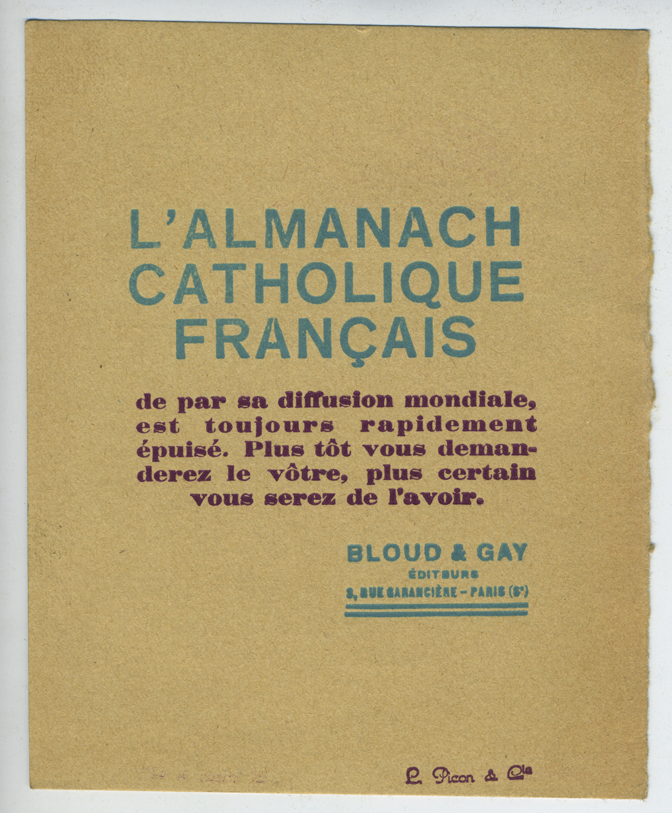 L'ALMANACH
CATHOLIQUE
FRANÇAIS
de par sa diffusion mondiale,
est toujours rapidement
épuisé. Plus tôt vous deman-
derez le vôtre, plus certain
vous serez de l'avoir.
BLOUD & GAY
ÉDITEURS
3, RUE GARANCIÈRE - PARIS (6e)
L. Picon & Cie